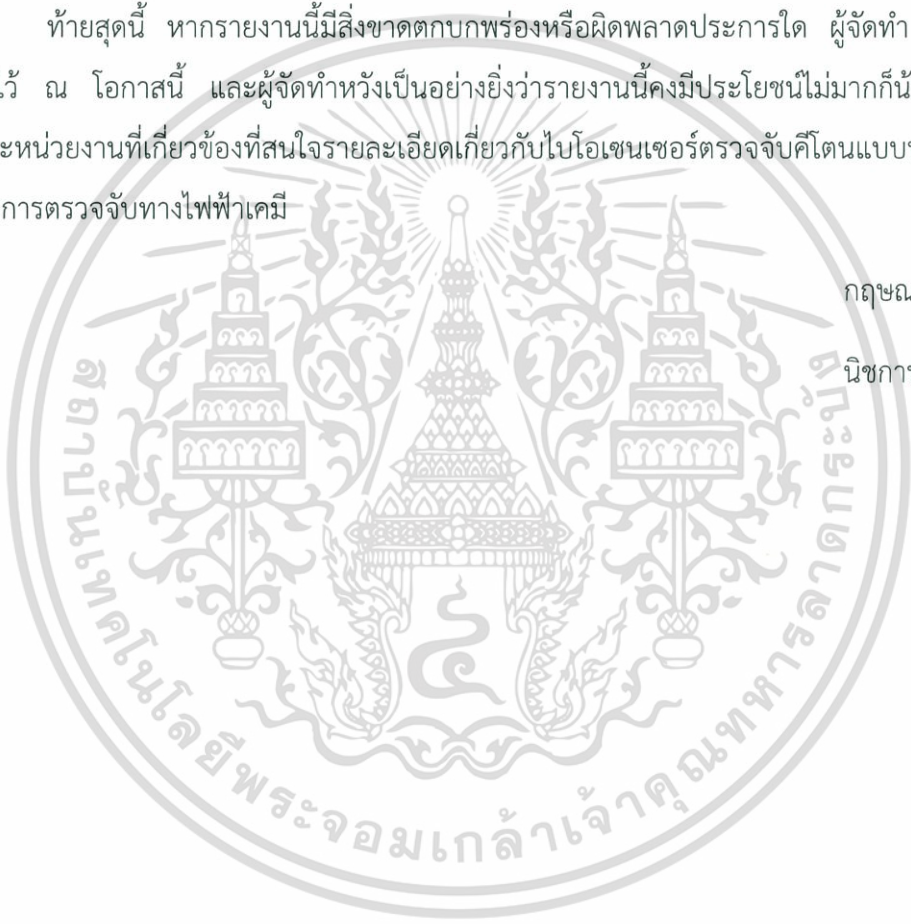 ท้ายสุดนี้ หากรายงานนี้มีสิ่งขาดตกบกพร่องหรือผิดพลาดประการใด ผู้จัดทำ
ว้ ณ โอกาสนี้ และผู้จัดทำหวังเป็นอย่างยิ่งว่ารายงานนี้คงมีประโยชน์ไม่มากก็น้
ะหน่วยงานที่เกี่ยวข้องที่สนใจรายละเอียดเกี่ยวกับไบโอเซนเซอร์ตรวจจับคีโตนแบบ
การตรวจจับทางไฟฟ้าเคมี
กฤษณ
นิชกา
สถาบันเทคโนโลยีพระจอมเกล้าเจ้าคุณทหารลาดกระบัง